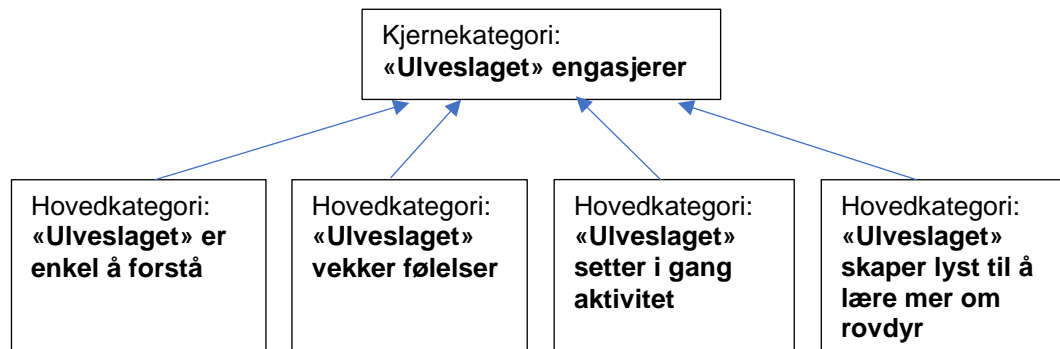 Kjernekategori:
«Ulveslaget» engasjerer
Hovedkategori:
«Ulveslaget» er
enkel å forstå
Hovedkategori:
«Ulveslaget»
vekker følelser
Hovedkategori:
«Ulveslaget»
setter i gang
aktivitet
Hovedkategori:
«Ulveslaget»
skaper lyst til å
lære mer om
rovdyr